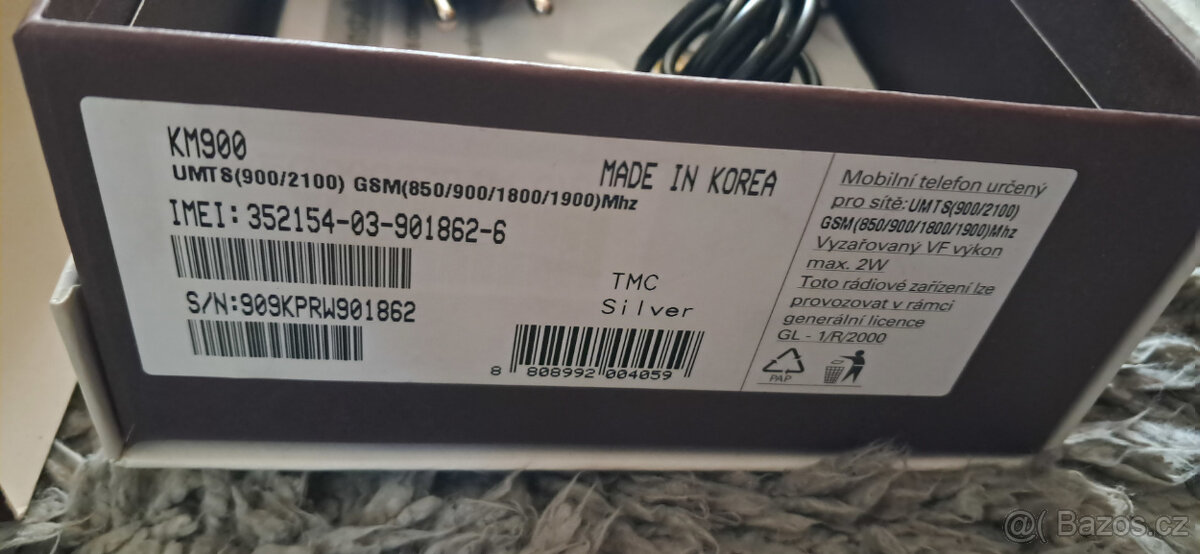 KM900
UMTS(900/2100) GSM(850/900/1800/1900)Mhz
MADE IN KOREA
IMEI: 352154-03-901862-6
S/N:909KPRW901862
TMC
Silver
8 808992 004059
Mobilní telefon určený
pro sítě: UMTS(900/2100)
GSM(850/900/1800/1900)Mhz
Vyzařovaný VF výkon
max. 2W
Toto rádiové zařízení lze
provozovat v rámci
generální licence
GL - 1/R/2000
PAP
@( Bazos.cz